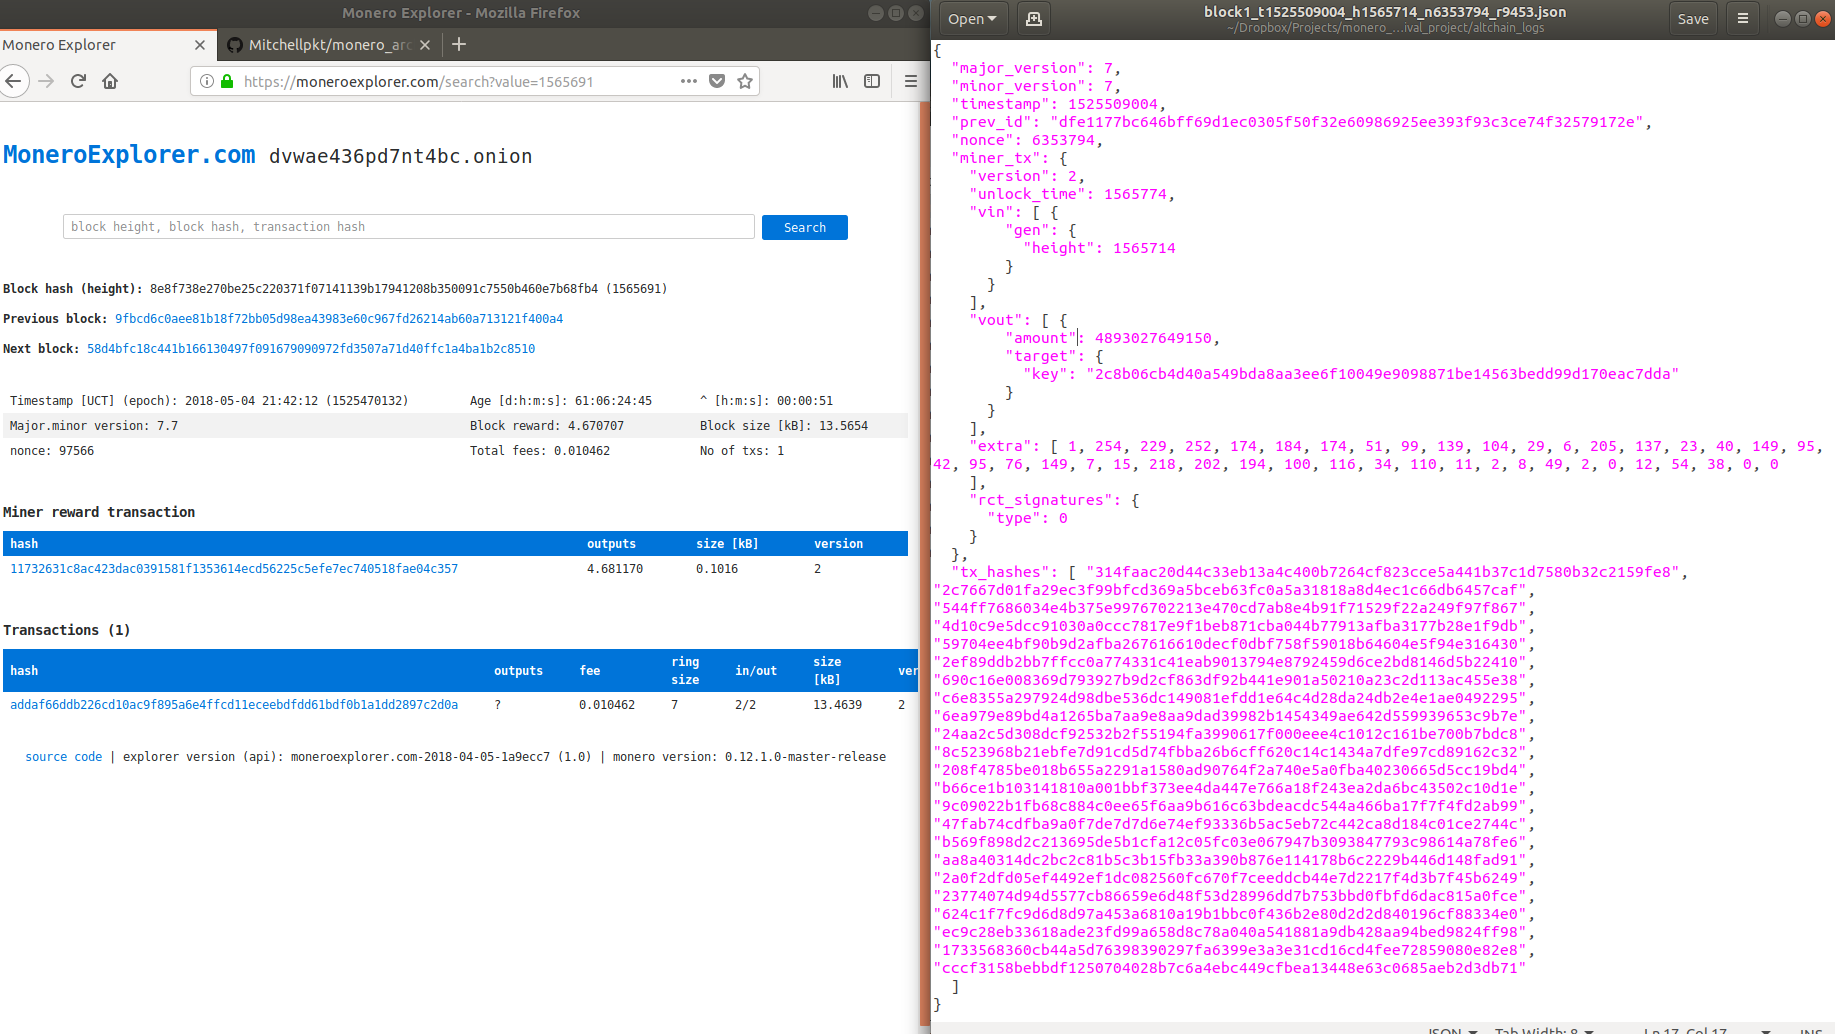 Monero Explorer - Mozilla Firefox
Monero Explorer
Mitchellpkt/monero_arc
https://moneroexplorer.com/search?value=1565691
MoneroExplorer.com dvwae436pd7nt4bc.onion
block height, block hash, transaction hash
Search
Block hash (height): 8e8f738e270be25c220371f07141139b17941208b350091c7550b460e7b68fb4 (1565691)
Previous block: 9fbcd6c0aee81b18f72bb05d98ea43983e60c967fd26214ab60a713121f400a4
Next block: 58d4bfc18c441b166130497f091679090972fd3507a71d40ffc1a4ba1b2c8510
Timestamp [UCT] (epoch): 2018-05-04 21:42:12 (1525470132) Age [d:h:m:s]: 61:06:24:45 ^ [h:m:s]: 00:00:51
Major.minor version: 7.7 Block reward: 4.670707 Block size [kB]: 13.5654
nonce: 97566 Total fees: 0.010462 No of txs: 1
Miner reward transaction
hash outputs size [kB] version
11732631c8ac423dac0391581f1353614ecd56225c5efe7ec740518fae04c357 4.681170 0.1016 2
Transactions (1)
hash outputs fee ring size in/out size [kB] ver
addaf66ddb226cd10ac9f895a6e4ffcd11eceebdfdd61bdf0b1a1dd2897c2d0a ? 0.010462 7 2/2 13.4639 2
source code | explorer version (api): moneroexplorer.com-2018-04-05-1a9ecc7 (1.0) | monero version: 0.12.1.0-master-release
Open
block1_t1525509004_h1565714_n6353794_r9453.json
~/Dropbox/Projects/monero_...ival_project/altchain_logs
Save
{
"major_version": 7,
"minor_version": 7,
"timestamp": 1525509004,
"prev_id": "dfe1177bc646bff69d1ec0305f50f32e60986925ee393f93c3ce74f32579172e",
"nonce": 6353794,
"miner_tx": {
"version": 2,
"unlock_time": 1565774,
"vin": [ {
"gen": {
"height": 1565714
}
}
],
"vout": [ {
"amount": 4893027649150,
"target": {
"key": "2c8b06cb4d40a549bda8aa3ee6f10049e9098871be14563bedd99d170eac7dda"
}
}
],
"extra": [ 1, 254, 229, 252, 174, 184, 174, 51, 99, 139, 104, 29, 6, 205, 137, 23, 40, 149, 95,
42, 95, 76, 149, 7, 15, 218, 202, 194, 100, 116, 34, 110, 11, 2, 8, 49, 2, 0, 12, 54, 38, 0, 0
],
"rct_signatures": {
"type": 0
}
},
"tx_hashes": [ "314faac20d44c33eb13a4c400b7264cf823cce5a441b37c1d7580b32c2159fe8",
"2c7667d01fa29ec3f99bfcd369a5bceb63fc0a5a31818a8d4ec1c66db6457caf",
"544ff7686034e4b375e9976702213e470cd7ab8e4b91f71529f22a249f97f867",
"4d10c9e5dcc91030a0ccc7817e9f1beb871cba044b77913afba3177b28e1f9db",
"59704ee4bf90b9d2afba267616610decf0dbf758f59018b64604e5f94e316430",
"2ef89ddb2bb7ffcc0a774331c41eab9013794e8792459d6ce2bd8146d5b22410",
"690c16e008369d793927b9d2cf863df92b441e901a50210a23c2d113ac455e38",
"c6e8355a297924d98dbe536dc149081efdd1e64c4d28da24db2e4e1ae0492295",
"6ea979e89bd4a1265ba7aa9e8aa9dad39982b1454349ae642d559939653c9b7e",
"24aa2c5d308dcf92532b2f55194fa3990617f000eee4c1012c161be700b7bdc8",
"8c523968b21ebfe7d91cd5d74fbba26b6cff620c14c1434a7dfe97cd89162c32",
"208f4785be018b655a2291a1580ad90764f2a740e5a0fba40230665d5cc19bd4",
"b66ce1b103141810a001bbf373ee4da447e766a18f243ea2da6bc43502c10d1e",
"9c09022b1fb68c884c0ee65f6aa9b616c63bdeacdc544a466ba17f7f4fd2ab99",
"47fab74cdfba9a0f7de7d7d6e74ef93336b5ac5eb72c442ca8d184c01ce2744c",
"b569f898d2c213695de5b1cfa12c05fc03e067947b3093847793c98614a78fe6",
"aa8a40314dc2bc2c81b5c3b15fb33a390b876e114178b6c2229b446d148fad91",
"2a0f2dfd05ef4492ef1dc082560fc670f7ceeddcb44e7d2217f4d3b7f45b6249",
"23774074d94d5577cb86659e6d48f53d28996dd7b753bbd0fbfd6dac815a0fce",
"624c1f7fc9d6d8d97a453a6810a19b1bbc0f436b2e80d2d2d840196cf88334e0",
"ec9c28eb33618ade23fd99a658d8c78a040a541881a9db428aa94bed9824ff98",
"1733568360cb44a5d76398390297fa6399e3a3e31cd16cd4fee72859080e82e8",
"cccf3158bebbdf1250704028b7c6a4ebc449cfbea13448e63c0685aeb2d3db71"
]
}
JSON Tab Width: 8 Ln 17, Col 17 INS